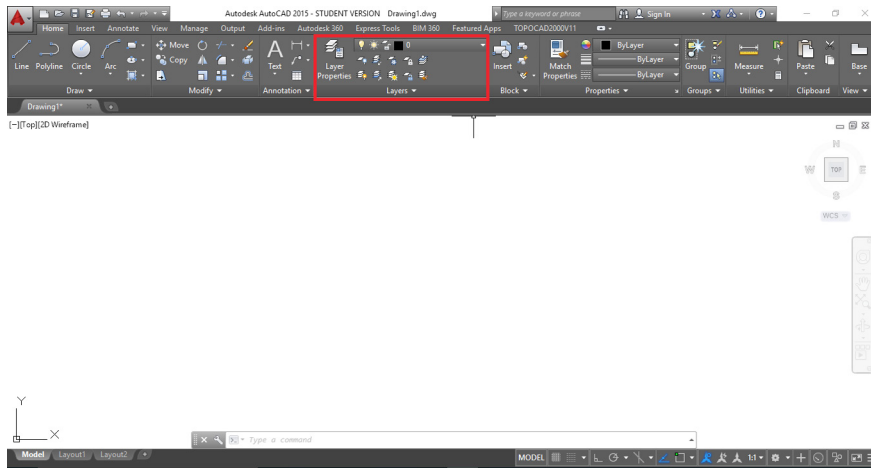 Autodesk AutoCAD 2015 - STUDENT VERSION Drawing1.dwg
Type a keyword or phrase
Sign In
Home Insert Annotate View Manage Output Add-ins Autodesk 360 Express Tools BIM 360 Featured Apps TOPOCAD2000V11
Move 0 ByLayer
Line Polyline Circle Arc Copy Text Layer Properties Insert Match Properties ByLayer Group Measure Paste Base
ByLayer
Draw Modify Annotation Layers Block Properties Groups Utilities Clipboard View
Drawing1*
[−][Top][2D Wireframe]
N
W TOP E
S
WCS
Y
X
Type a command
Model Layout1 Layout2 MODEL 1:1